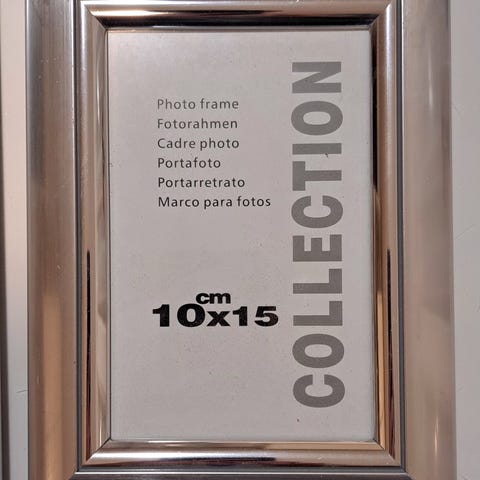 Photo frame
Fotorahmen
Cadre photo
Portafoto
Portarretrato
Marco para fotos
cm
10x15
COLLECTION